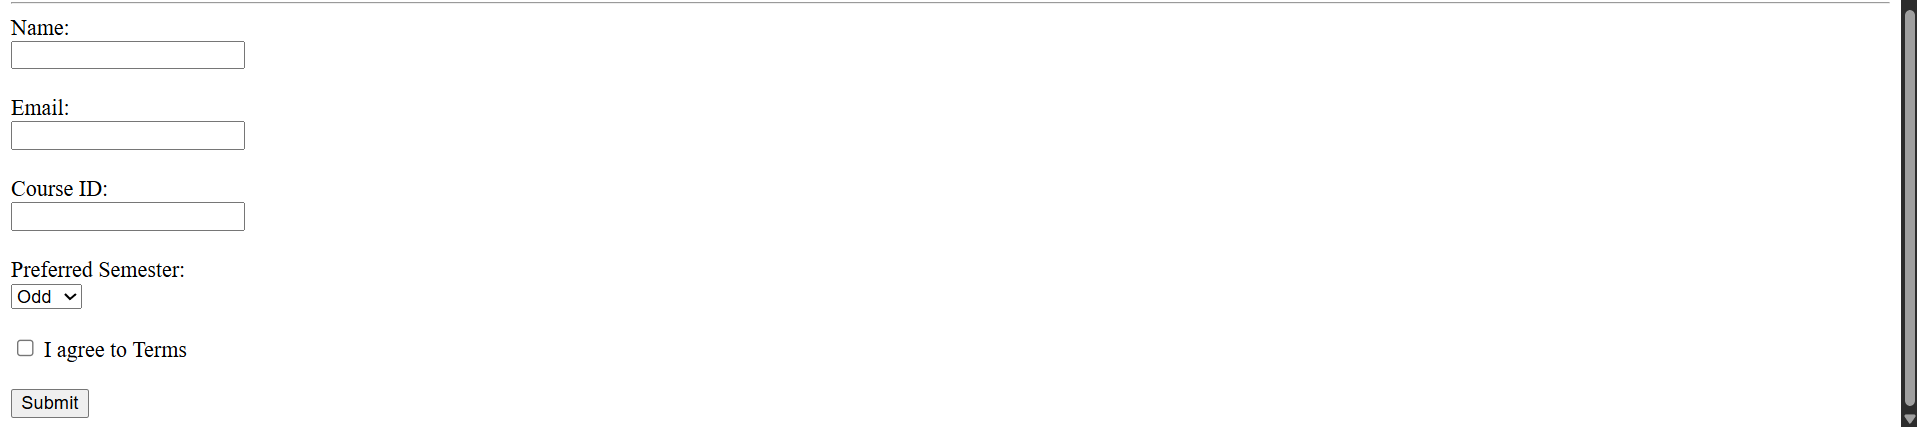 Name:
Email:
Course ID:
Preferred Semester:
Odd
I agree to Terms
Submit